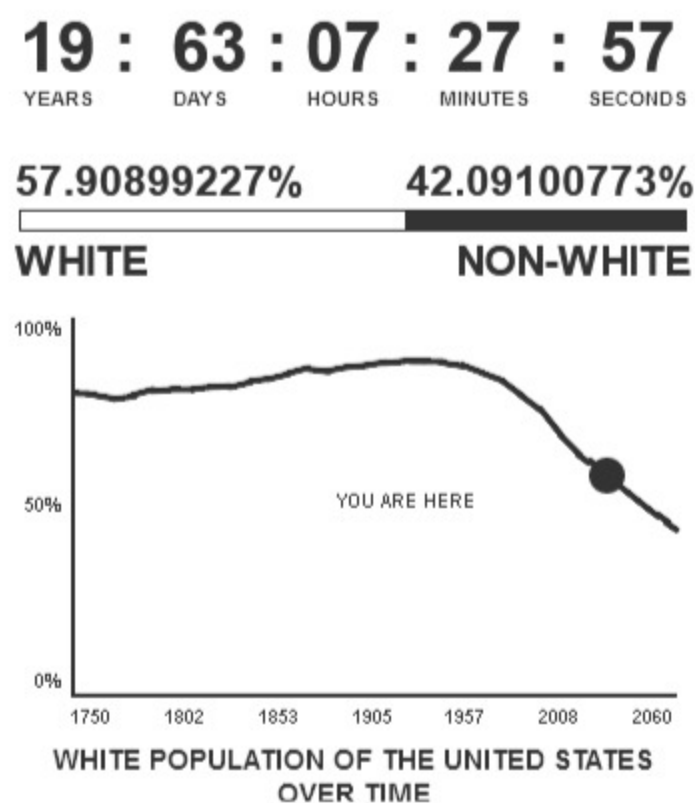 19 : 63 : 07 : 27 : 57
YEARS DAYS HOURS MINUTES SECONDS
57.90899227% 42.09100773%
WHITE NON-WHITE
100%
50%
YOU ARE HERE
0%
1750 1802 1853 1905 1957 2008 2060
WHITE POPULATION OF THE UNITED STATES
OVER TIME